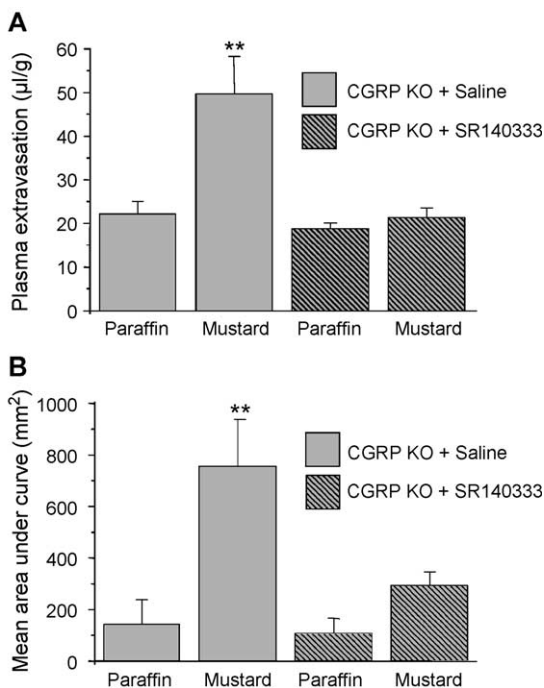 A
Plasma extravasation (µl/g)
60
50
40
30
20
10
0
**
CGRP KO + Saline
CGRP KO + SR140333
Paraffin Mustard Paraffin Mustard
B
Mean area under curve (mm²)
1000
800
600
400
200
0
**
CGRP KO + Saline
CGRP KO + SR140333
Paraffin Mustard Paraffin Mustard